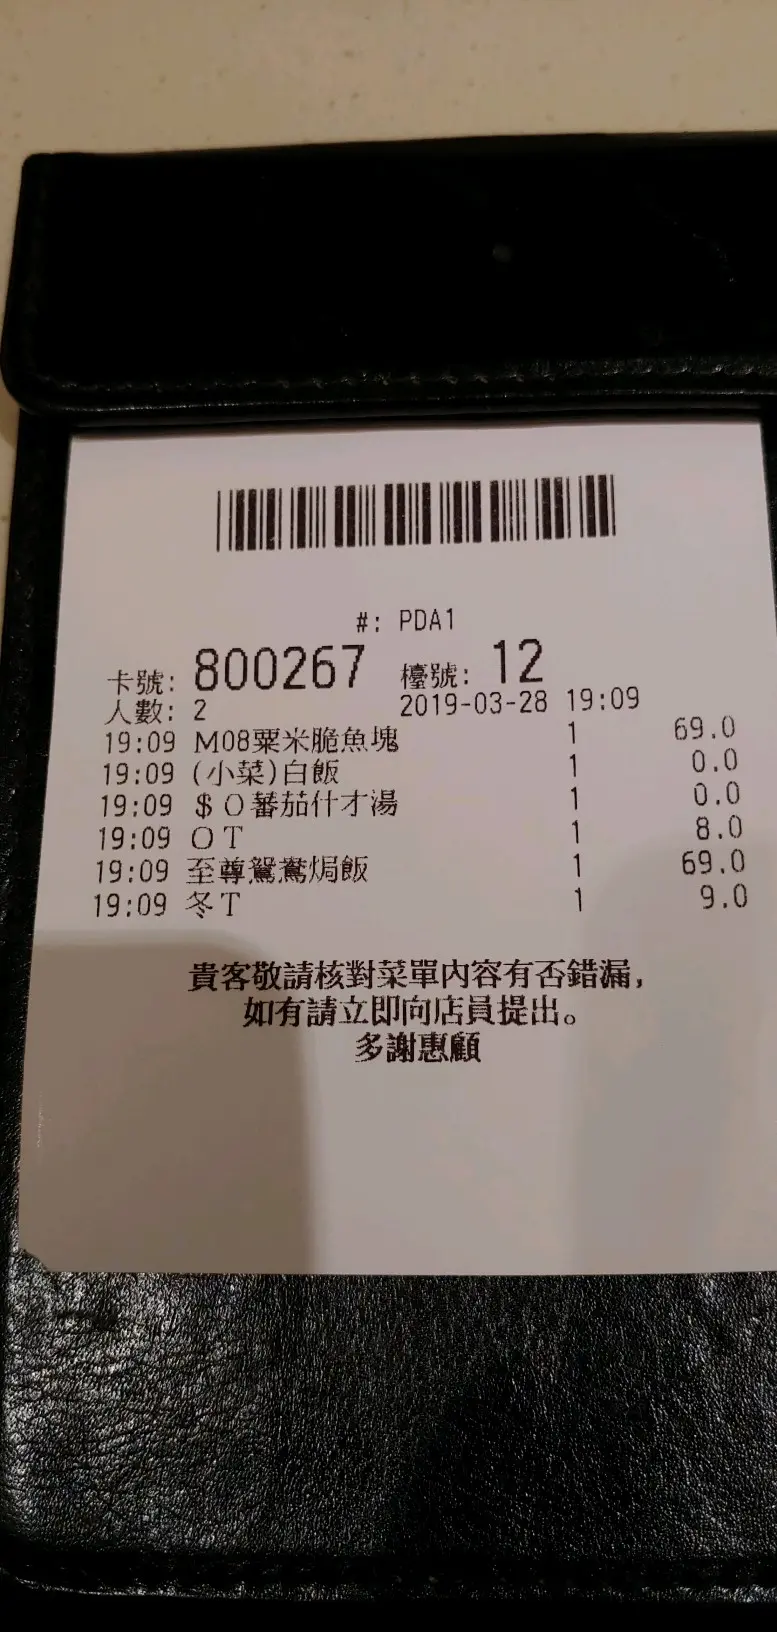 #: PDA1
卡號: 800267 檯號: 12
人數: 2 2019-03-28 19:09
19:09 M08粟米脆魚塊 1 69.0
19:09 (小菜)白飯 1 0.0
19:09 $O蕃茄什才湯 1 0.0
19:09 OT 1 8.0
19:09 至尊鴛鴦焗飯 1 69.0
19:09 冬T 1 9.0
貴客敬請核對菜單內容有否錯漏,
如有請立即向店員提出。
多謝惠顧